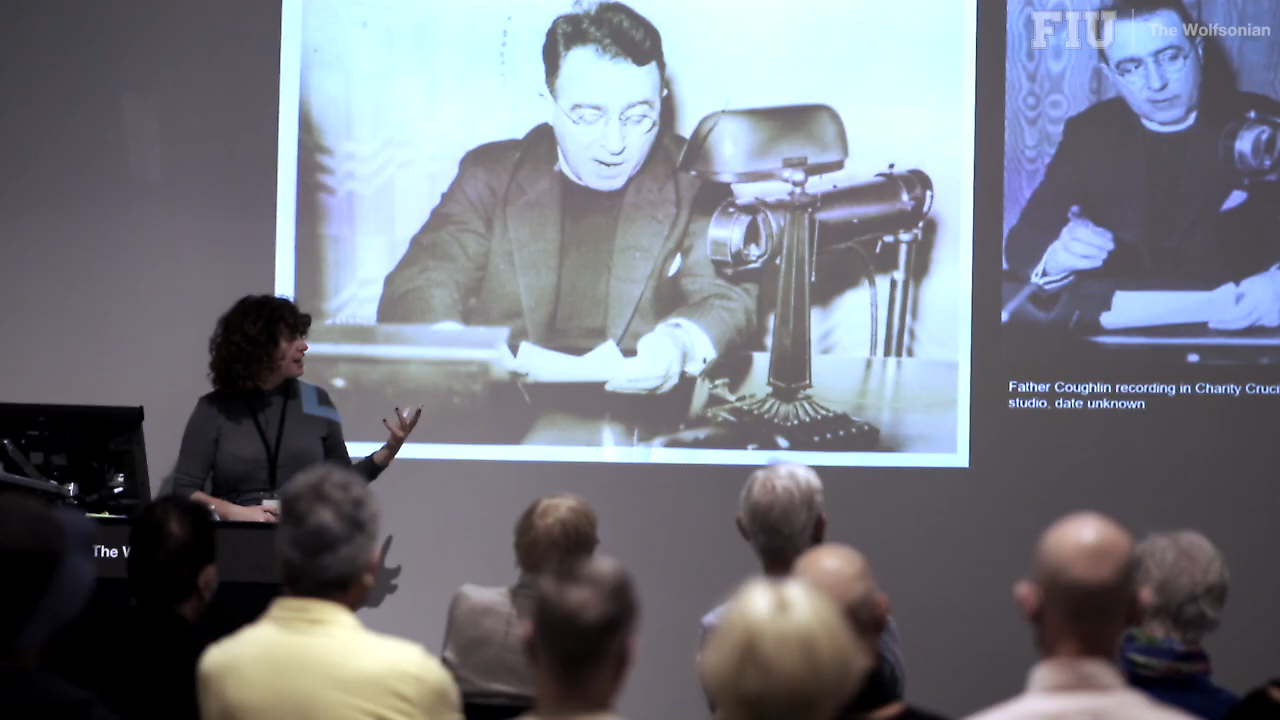 FIU The Wolfsonian
Father Coughlin recording in Charity Cruc
studio, date unknown
The W